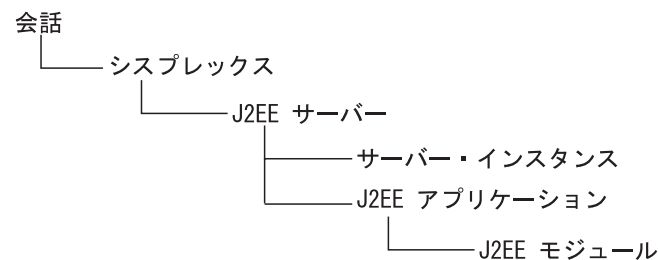 会話
シスプレックス
J2EE サーバー
サーバー・インスタンス
J2EE アプリケーション
J2EE モジュール